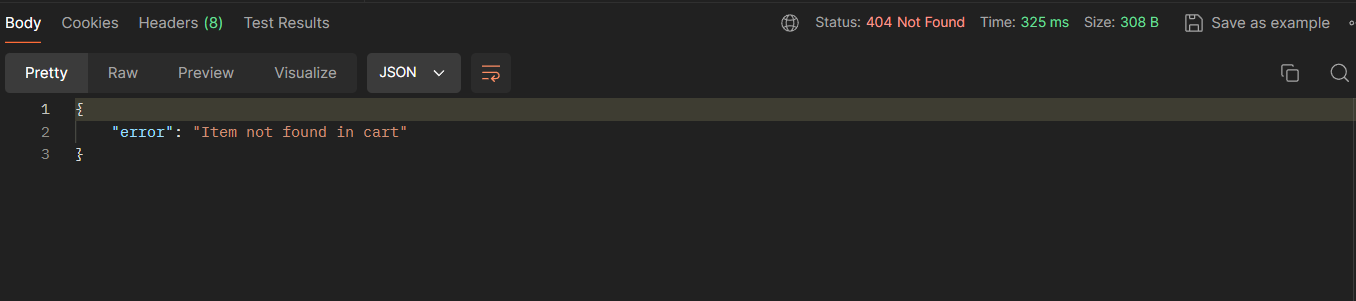 Body Cookies Headers (8) Test Results Status: 404 Not Found Time: 325 ms Size: 308 B Save as example
Pretty Raw Preview Visualize JSON
1 {
2 "error": "Item not found in cart"
3 }